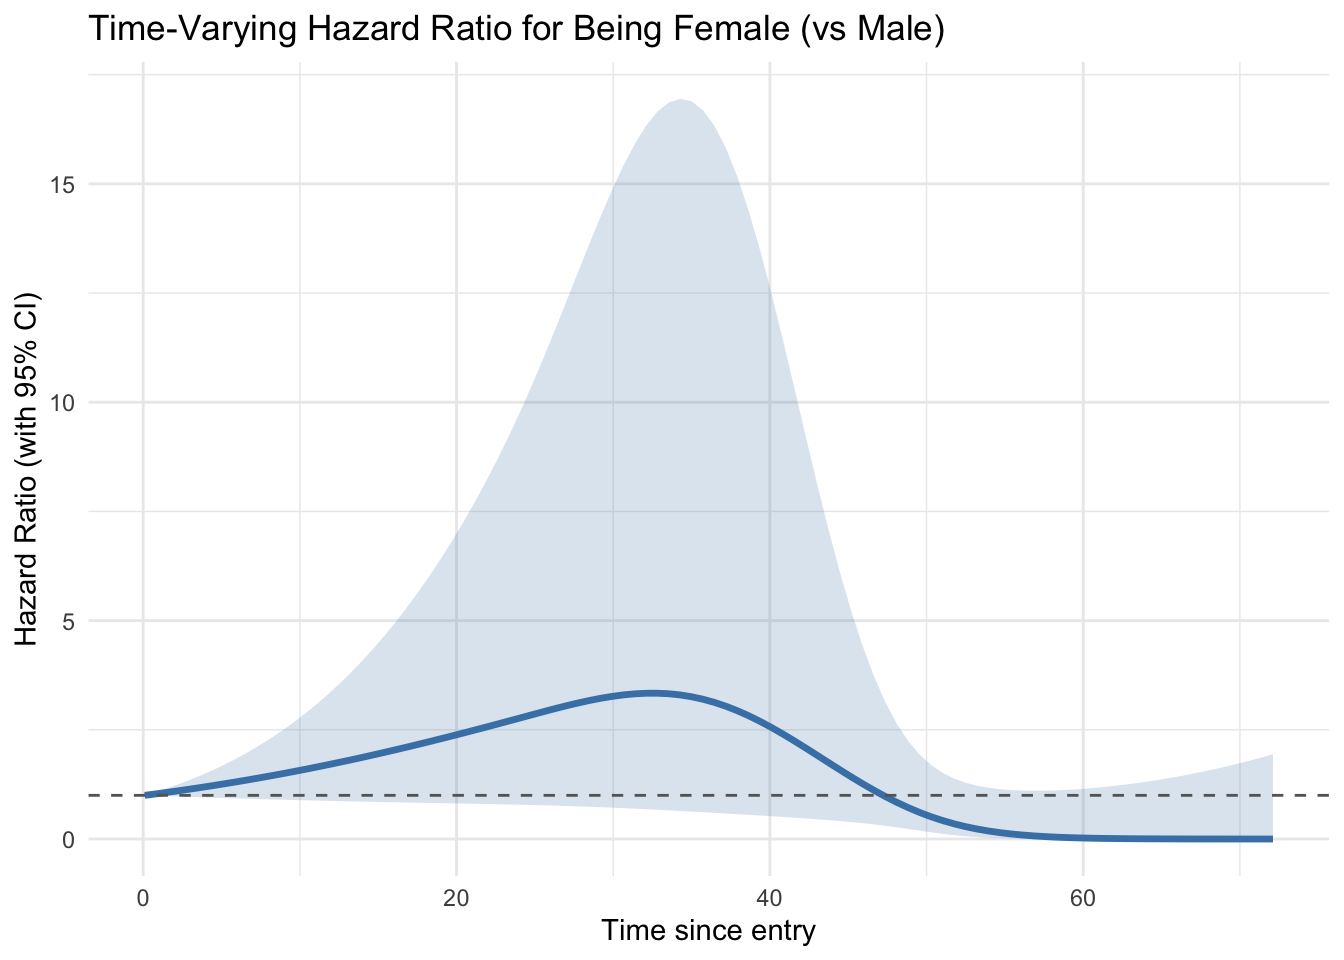 Time-Varying Hazard Ratio for Being Female (vs Male)
Hazard Ratio (with 95% CI)
15
10
5
0
0 20 40 60
Time since entry